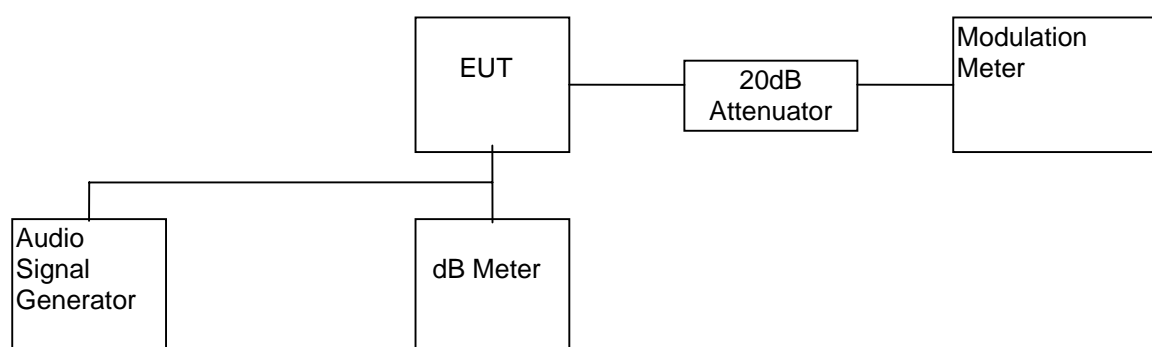 EUT
20dB
Attenuator
Modulation
Meter
Audio
Signal
Generator
dB Meter